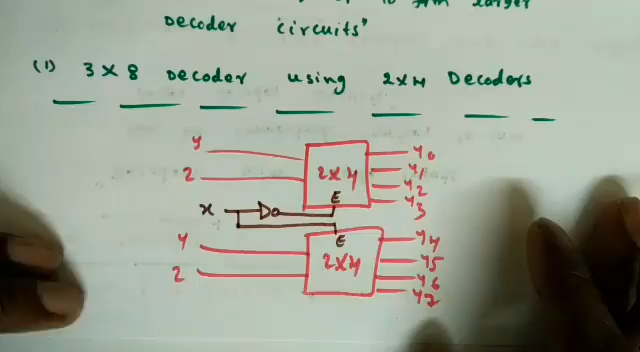 larger
Decoder circuits"
(1) 3 x 8 Decoder using 2x4 Decoders
y
z
2x4
E
y0
y1
y2
y3
x
E
y
z
2x4
y4
y5
y6
y7